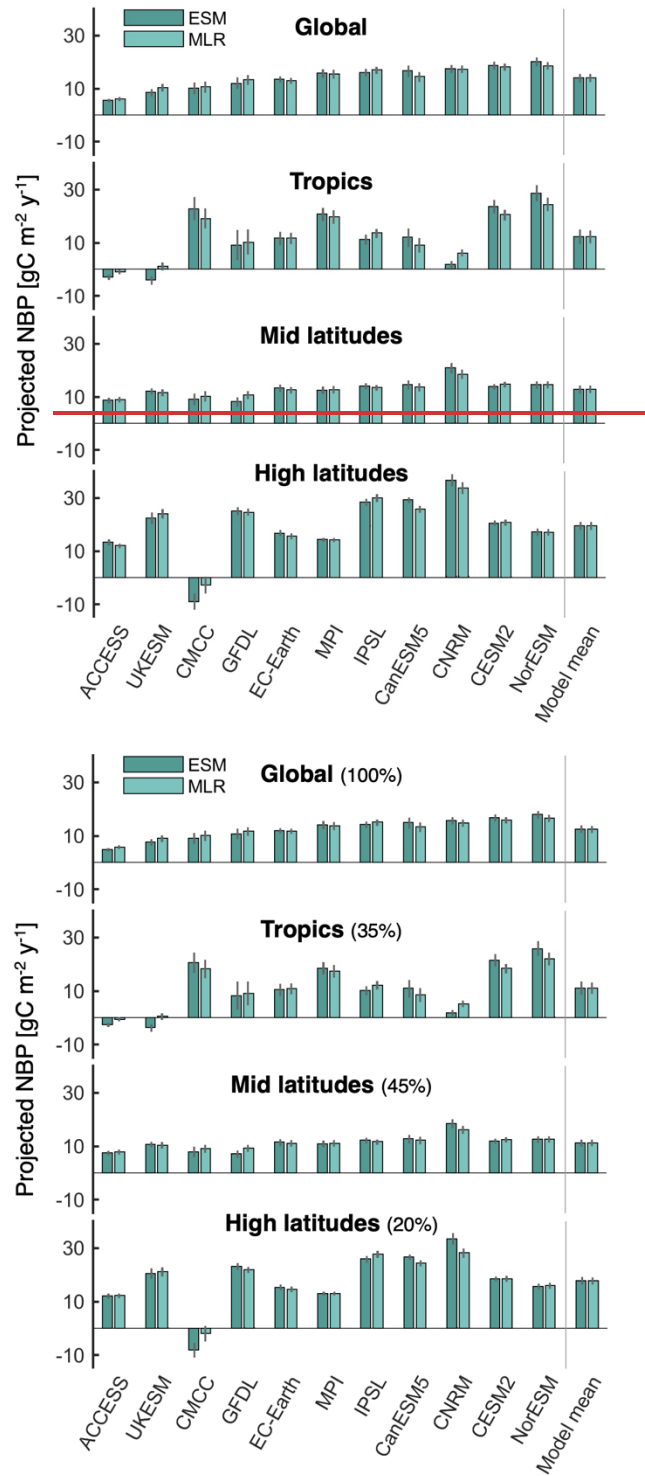 ESM
MLR
Global
30
10
-10
Tropics
30
10
-10
Projected NBP [gC m⁻² y⁻¹]
Mid latitudes
30
10
-10
High latitudes
30
10
-10
ACCESS
UKESM
CMCC
GFDL
EC-Earth
MPI
IPSL
CanESM5
CNRM
CESM2
NorESM
Model mean
ESM
MLR
Global (100%)
30
10
-10
Tropics (35%)
30
10
-10
Projected NBP [gC m⁻² y⁻¹]
Mid latitudes (45%)
30
10
-10
High latitudes (20%)
30
10
-10
ACCESS
UKESM
CMCC
GFDL
EC-Earth
MPI
IPSL
CanESM5
CNRM
CESM2
NorESM
Model mean